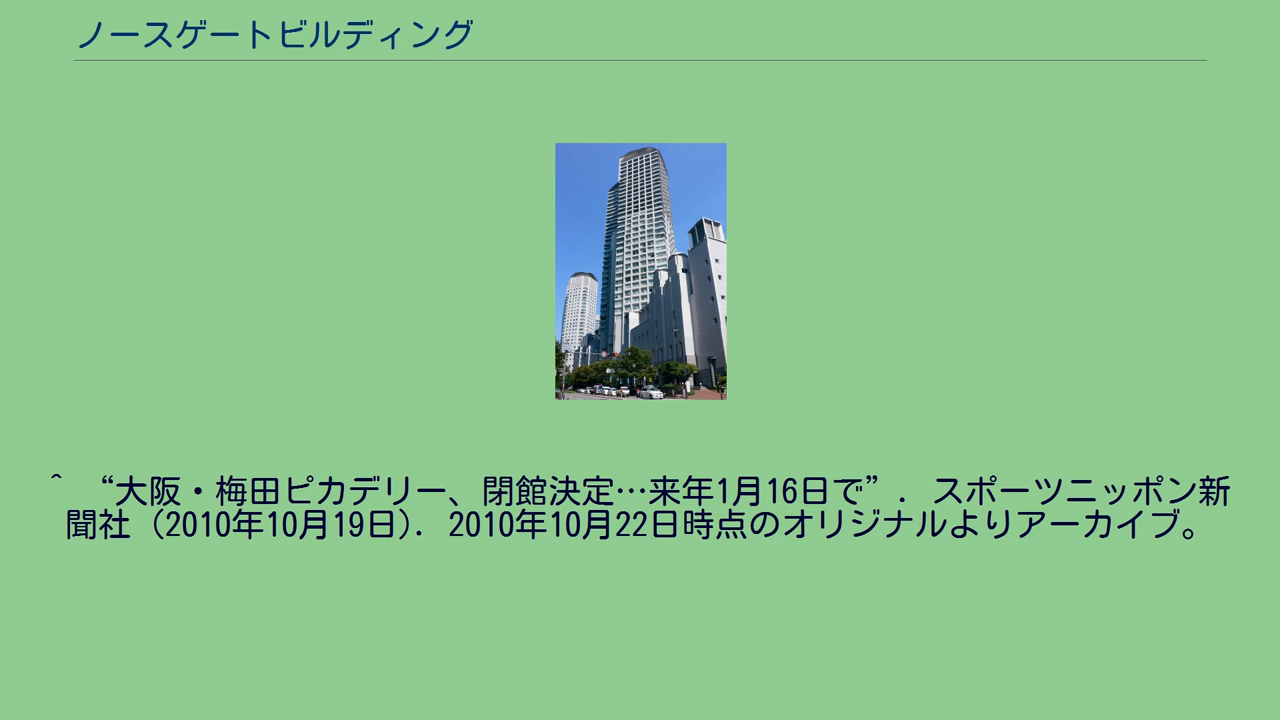 ノースゲートビルディング
^ “大阪・梅田ピカデリー、閉館決定…来年1月16日で”. スポーツニッポン新
聞社 (2010年10月19日). 2010年10月22日時点のオリジナルよりアーカイブ。